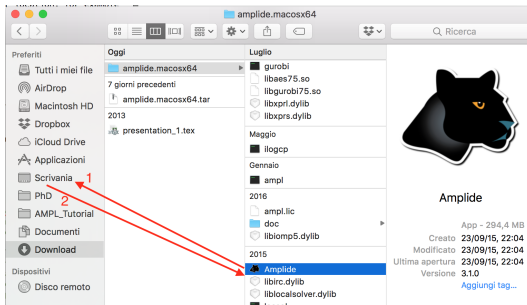 amplide.macosx64
Ricerca
Preferiti
Tutti i miei file
AirDrop
Macintosh HD
Dropbox
iCloud Drive
Applicazioni
Scrivania
1
2
PhD
AMPL_Tutorial
Documenti
Download
Dispositivi
Disco remoto
Oggi
amplide.macosx64
7 giorni precedenti
amplide.macosx64.tar
2013
presentation_1.tex
Luglio
gurobi
libaes75.so
libgurobi75.so
libxprl.dylib
libxprs.dylib
Maggio
ilogcp
Gennaio
ampl
2016
ampl.lic
doc
libiomp5.dylib
2015
Amplide
libirc.dylib
liblocalsolver.dylib
Amplide
App - 294,4 MB
Creato 23/09/15, 22:04
Modificato 23/09/15, 22:04
Ultima apertura 23/09/15, 22:04
Versione 3.1.0
Aggiungi tag...